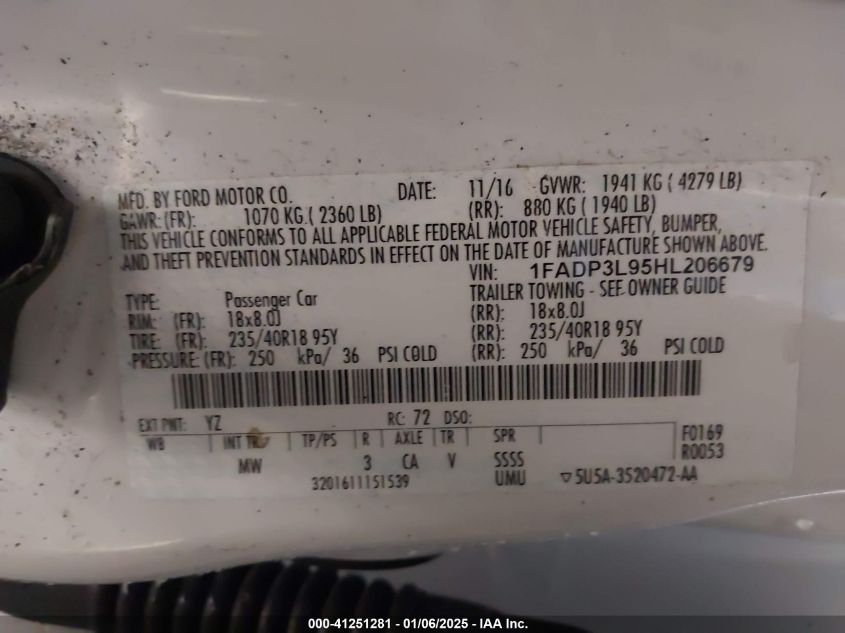 MFD. BY FORD MOTOR CO. DATE: 11/16 GVWR: 1941 KG ( 4279 LB)
GAWR: (FR): 1070 KG.( 2360 LB) (RR): 880 KG ( 1940 LB)
THIS VEHICLE CONFORMS TO ALL APPLICABLE FEDERAL MOTOR VEHICLE SAFETY, BUMPER,
AND THEFT PREVENTION STANDARDS IN EFFECT ON THE DATE OF MANUFACTURE SHOWN ABOVE.
VIN: 1FADP3L95HL206679
TYPE: Passenger Car TRAILER TOWING - SEE OWNER GUIDE
RIM: (FR): 18x8.0J (RR): 18x8.0J
TIRE: (FR): 235/40R18 95Y (RR): 235/40R18 95Y
PRESSURE: (FR): 250 kPa/ 36 PSI COLD (RR): 250 kPa/ 36 PSI COLD
EXT PNT: YZ RC: 72 DSO:
WB INT TR TP/PS R AXLE TR SPR F0169
MW 3 CA V SSSS R0053
3201611151539 UMU ▽5U5A-3520472-AA
000-41251281 - 01/06/2025 - IAA Inc.